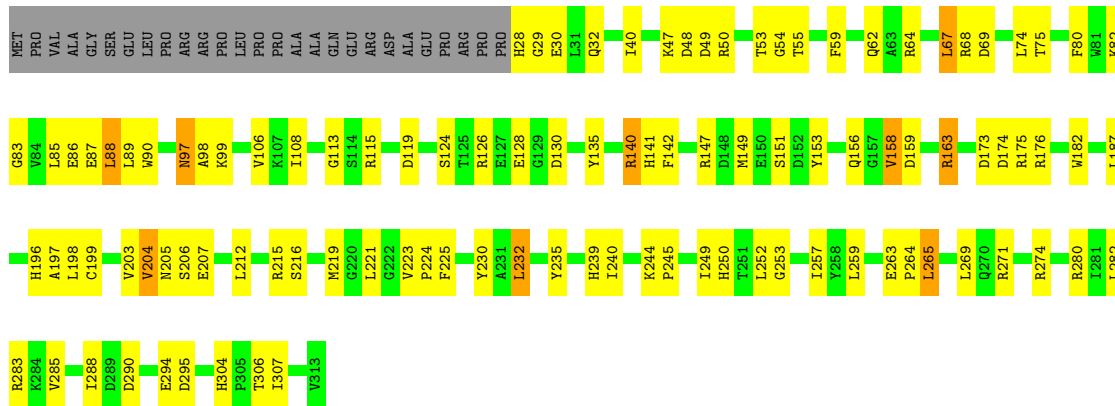 MET PRO VAL ALA GLY SER GLU LEU PRO ARG ARG PRO LEU PRO PRO ALA ALA GLN GLU ARG ASP ALA GLU PRO ARG PRO PRO H28 G29 E30 L31 Q32 I40 K47 D48 D49 R50 T53 G54 T55 F59 Q62 A63 R64 L67 R68 D69 L74 T75 F80 W81 K82
G83 V84 L85 E86 E87 L88 L89 W90 N97 A98 K99 V106 K107 I108 G113 S114 R115 D119 S124 T125 R126 E127 E128 G129 D130 Y135 R140 H141 F142 R147 D148 M149 E150 S151 D152 Y153 Q156 G157 V158 D159 R163 D173 D174 R175 R176 W182 L187
H196 A197 L198 C199 V203 V204 N205 S206 E207 L212 R215 S216 M219 G220 L221 G222 V223 P224 F225 Y230 A231 L232 Y235 H239 I240 K244 P245 I249 H250 T251 L252 G253 I257 Y258 L259 E263 P264 L265 L269 Q270 R271 R274 R280 I281 L282
R283 K284 V285 I288 D289 D290 E294 D295 H304 P305 T306 I307 V313